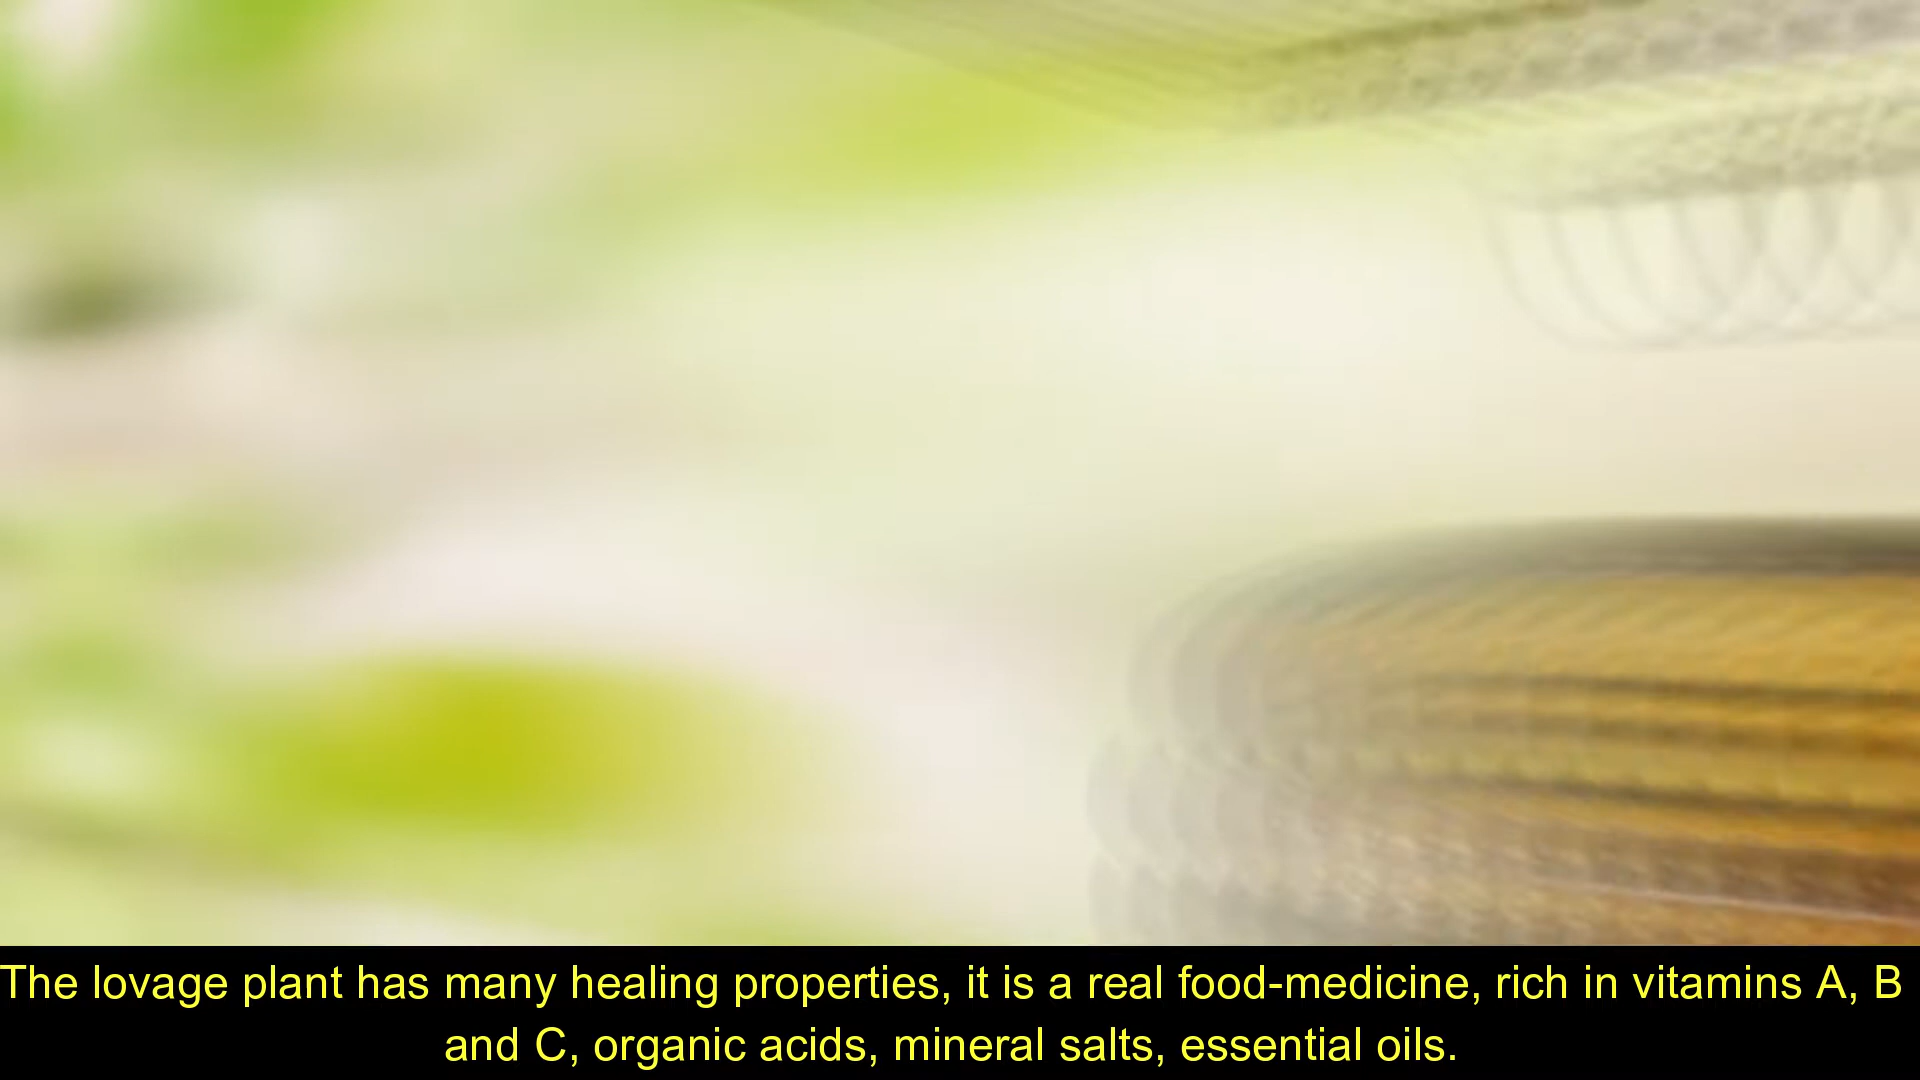 The lovage plant has many healing properties, it is a real food-medicine, rich in vitamins A, B
and C, organic acids, mineral salts, essential oils.